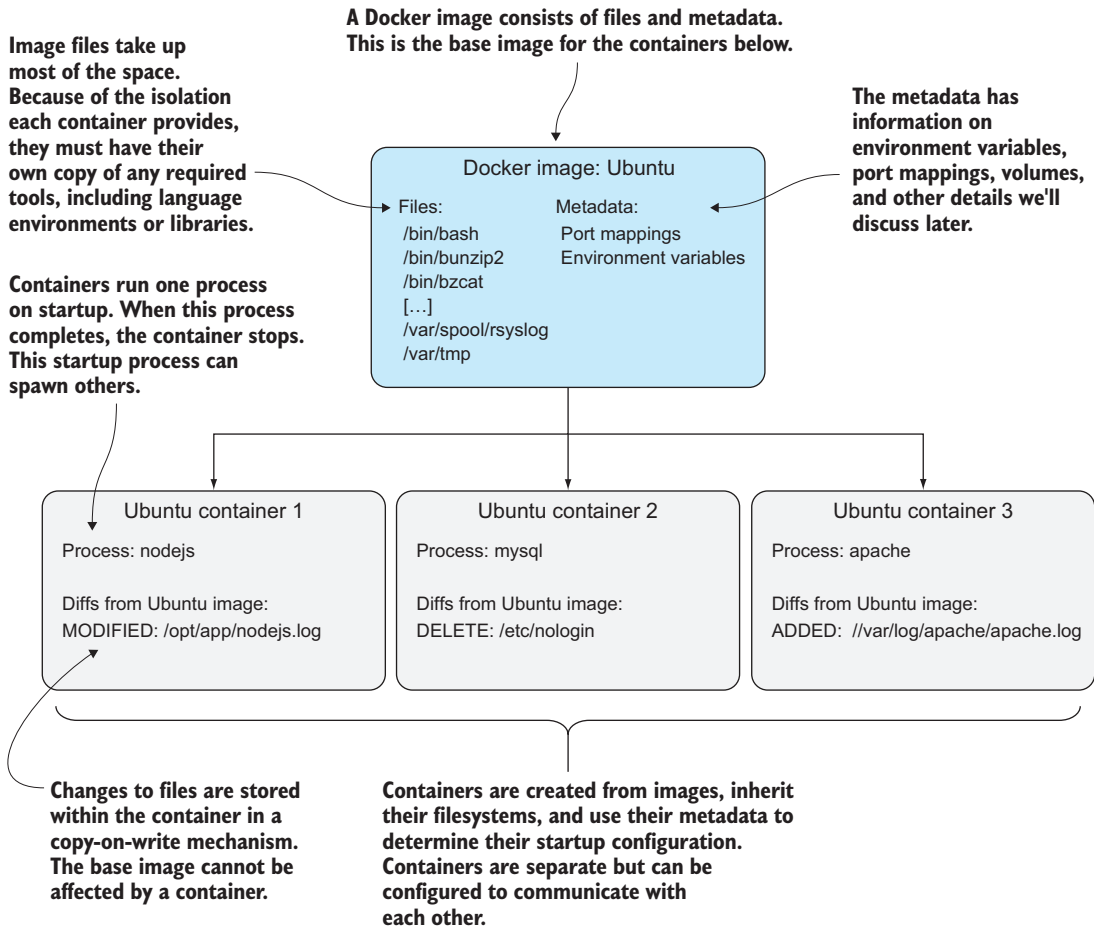 A Docker image consists of files and metadata.
This is the base image for the containers below.
Image files take up
most of the space.
Because of the isolation
each container provides,
they must have their
own copy of any required
tools, including language
environments or libraries.
The metadata has
information on
environment variables,
port mappings, volumes,
and other details we'll
discuss later.
Docker image: Ubuntu
Files:
/bin/bash
/bin/bunzip2
/bin/bzcat
[…]
/var/spool/rsyslog
/var/tmp
Metadata:
Port mappings
Environment variables
Containers run one process
on startup. When this process
completes, the container stops.
This startup process can
spawn others.
Ubuntu container 1
Process: nodejs
Diffs from Ubuntu image:
MODIFIED: /opt/app/nodejs.log
Ubuntu container 2
Process: mysql
Diffs from Ubuntu image:
DELETE: /etc/nologin
Ubuntu container 3
Process: apache
Diffs from Ubuntu image:
ADDED: //var/log/apache/apache.log
Changes to files are stored
within the container in a
copy-on-write mechanism.
The base image cannot be
affected by a container.
Containers are created from images, inherit
their filesystems, and use their metadata to
determine their startup configuration.
Containers are separate but can be
configured to communicate with
each other.